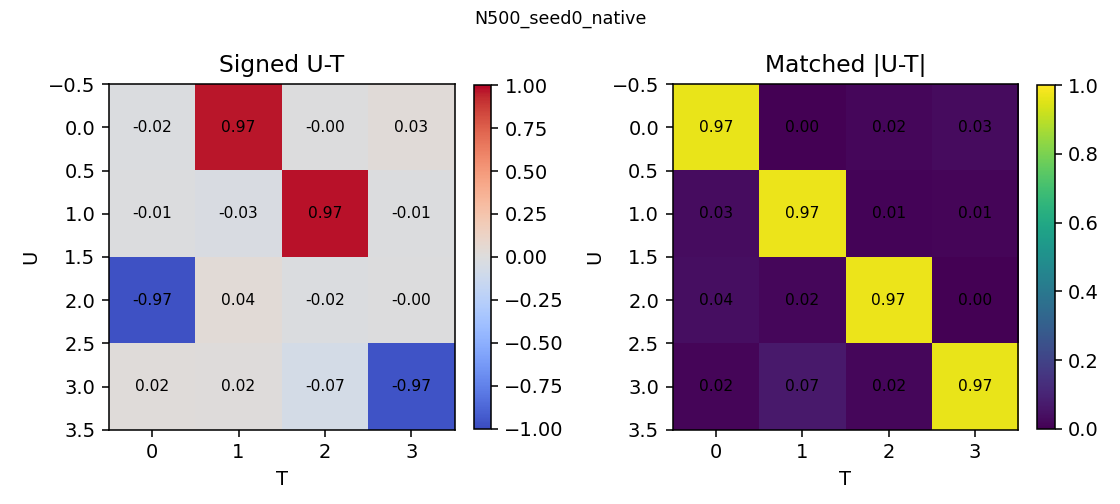 N500_seed0_native
Signed U-T
Matched |U-T|
−0.5
0.0
0.5
1.0
1.5
2.0
2.5
3.0
3.5
U
-0.02 0.97 -0.00 0.03
-0.01 -0.03 0.97 -0.01
-0.97 0.04 -0.02 -0.00
0.02 0.02 -0.07 -0.97
0 1 2 3
T
1.00
0.75
0.50
0.25
0.00
−0.25
−0.50
−0.75
−1.00
−0.5
0.0
0.5
1.0
1.5
2.0
2.5
3.0
3.5
U
0.97 0.00 0.02 0.03
0.03 0.97 0.01 0.01
0.04 0.02 0.97 0.00
0.02 0.07 0.02 0.97
0 1 2 3
T
1.0
0.8
0.6
0.4
0.2
0.0